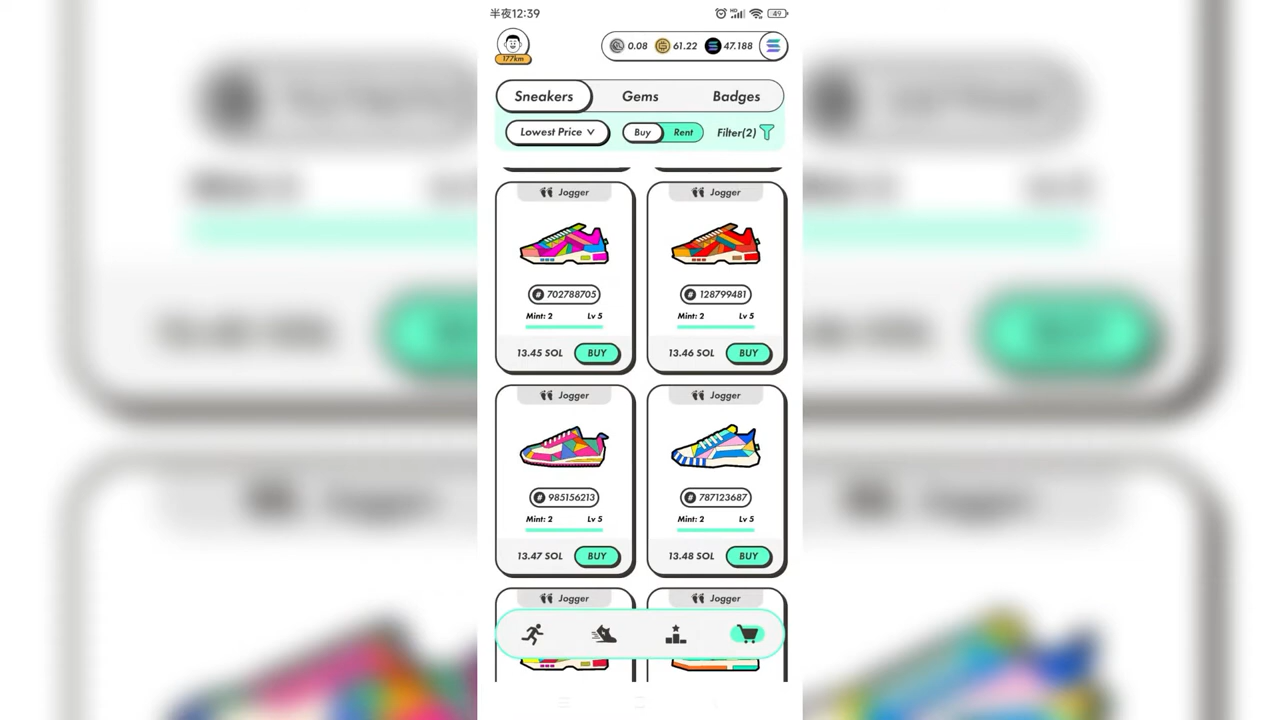 半夜12:39
HD
49
177km
0.08 61.22 47.188
Sneakers Gems Badges
Lowest Price Buy Rent Filter(2)
Jogger Jogger
# 702788705 # 128799481
Mint: 2 Lv 5 Mint: 2 Lv 5
13.45 SOL BUY 13.46 SOL BUY
Jogger Jogger
# 985156213 # 787123687
Mint: 2 Lv 5 Mint: 2 Lv 5
13.47 SOL BUY 13.48 SOL BUY
Jogger Jogger